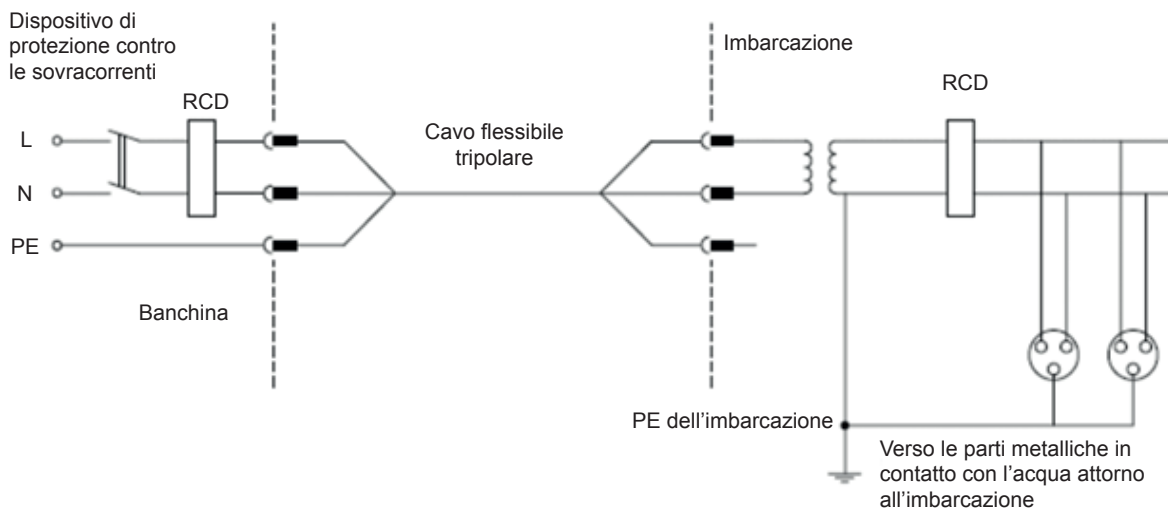 Dispositivo di
protezione contro
le sovracorrenti
Imbarcazione
RCD
RCD
L
Cavo flessibile
tripolare
N
PE
Banchina
PE dell'imbarcazione
Verso le parti metalliche in
contatto con l'acqua attorno
all'imbarcazione